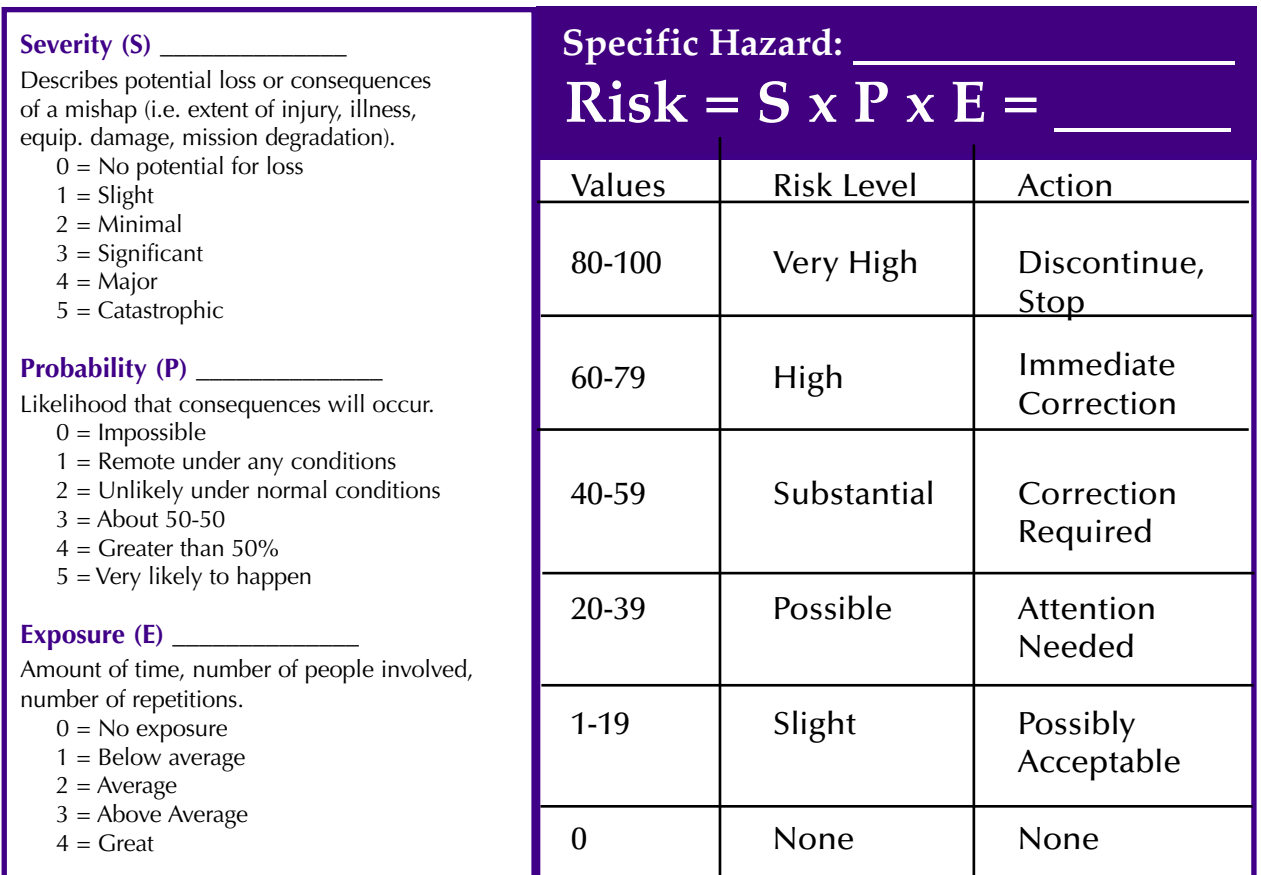 Severity (S) ______________
Describes potential loss or consequences
of a mishap (i.e. extent of injury, illness,
equip. damage, mission degradation).
0 = No potential for loss
1 = Slight
2 = Minimal
3 = Significant
4 = Major
5 = Catastrophic
Probability (P) ______________
Likelihood that consequences will occur.
0 = Impossible
1 = Remote under any conditions
2 = Unlikely under normal conditions
3 = About 50-50
4 = Greater than 50%
5 = Very likely to happen
Exposure (E) ______________
Amount of time, number of people involved,
number of repetitions.
0 = No exposure
1 = Below average
2 = Average
3 = Above Average
4 = Great
Specific Hazard: ______________
Risk = S x P x E = ______
Values Risk Level Action
80-100 Very High Discontinue,
Stop
60-79 High Immediate
Correction
40-59 Substantial Correction
Required
20-39 Possible Attention
Needed
1-19 Slight Possibly
Acceptable
0 None None